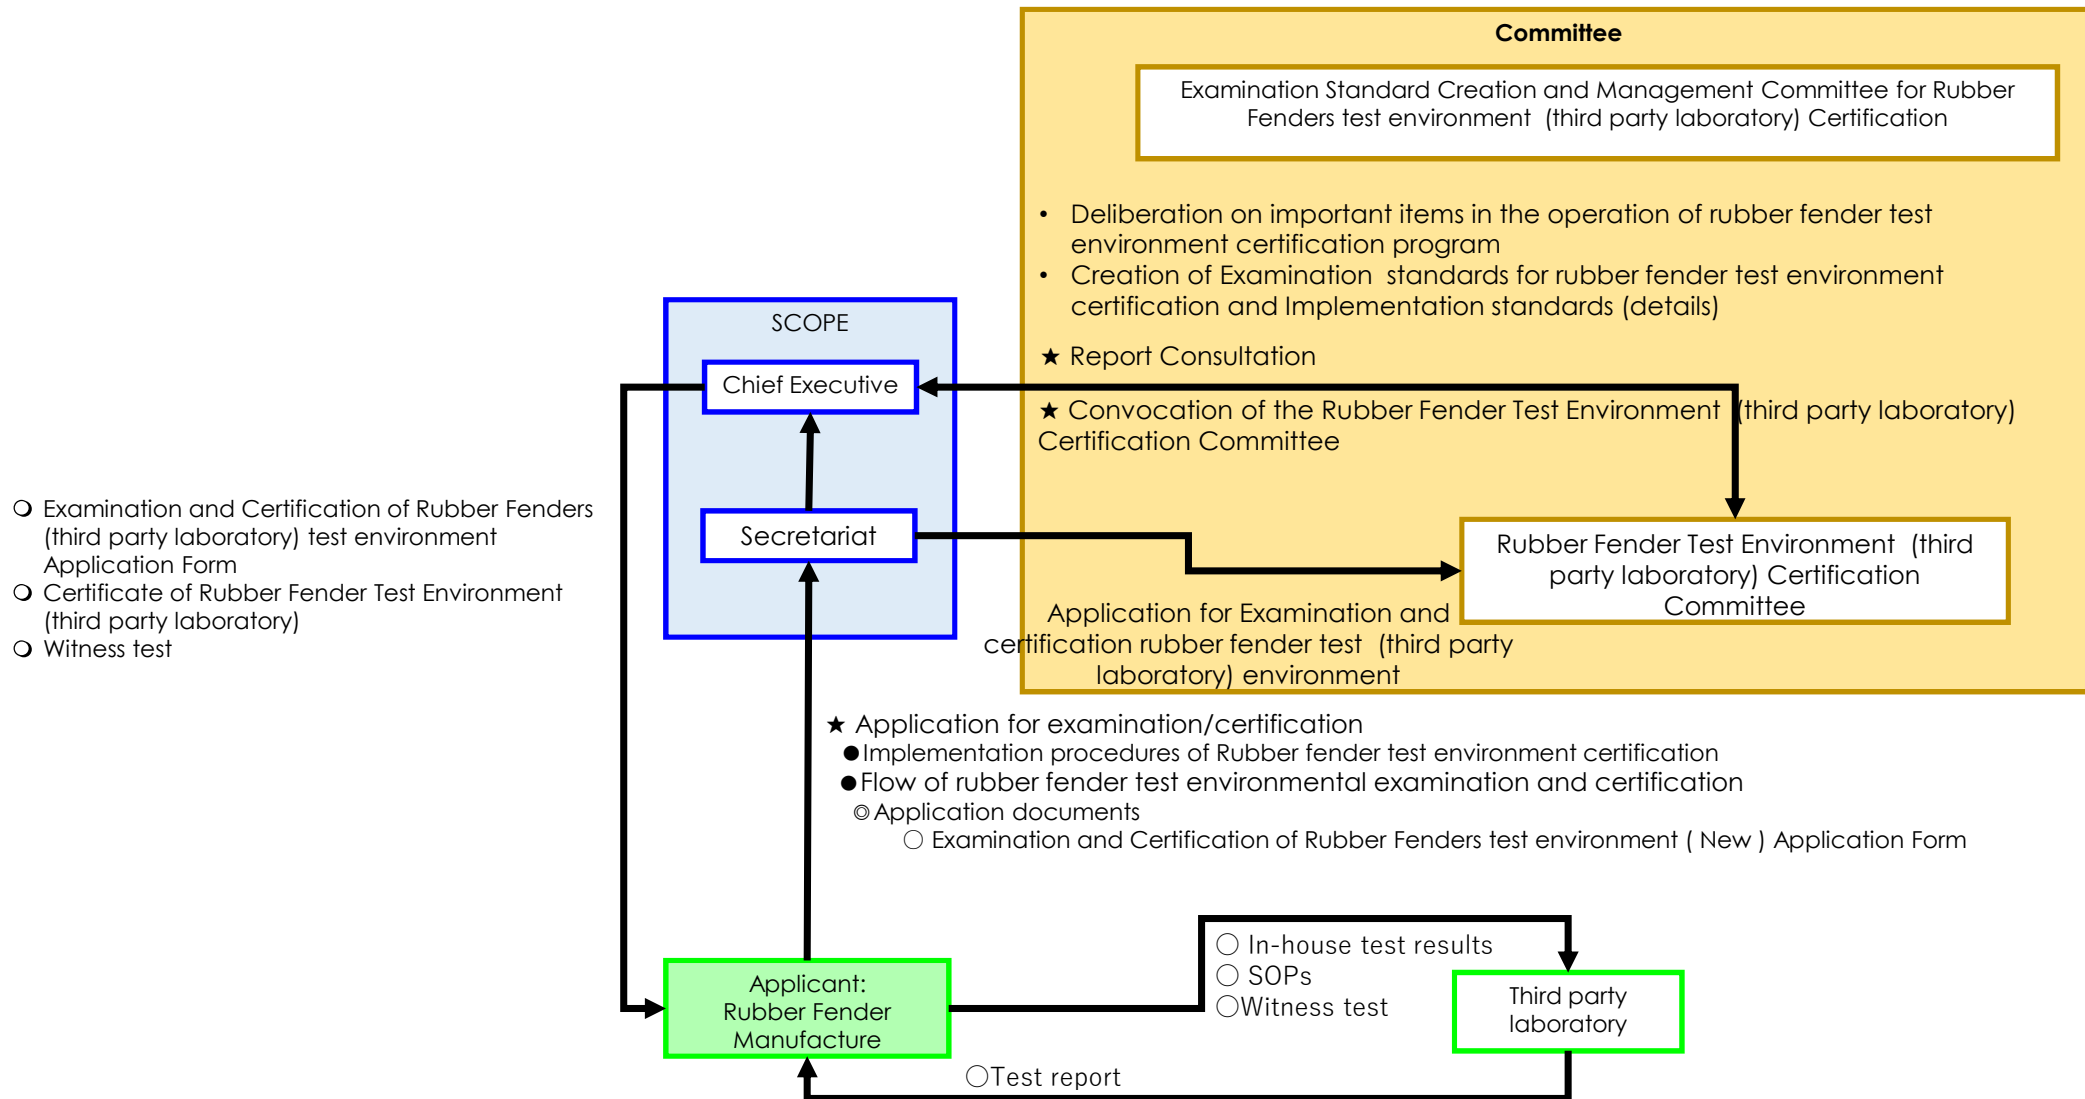 Committee
Examination Standard Creation and Management Committee for Rubber
Fenders test environment (third party laboratory) Certification
• Deliberation on important items in the operation of rubber fender test
environment certification program
• Creation of Examination standards for rubber fender test environment
certification and Implementation standards (details)
SCOPE
★ Report Consultation
Chief Executive
★ Convocation of the Rubber Fender Test Environment (third party laboratory)
Certification Committee
❍ Examination and Certification of Rubber Fenders
(third party laboratory) test environment
Application Form
❍ Certificate of Rubber Fender Test Environment
(third party laboratory)
❍ Witness test
Secretariat
Rubber Fender Test Environment (third
party laboratory) Certification
Committee
Application for Examination and
certification rubber fender test (third party
laboratory) environment
★ Application for examination/certification
●Implementation procedures of Rubber fender test environment certification
●Flow of rubber fender test environmental examination and certification
◎Application documents
○ Examination and Certification of Rubber Fenders test environment ( New ) Application Form
Applicant:
Rubber Fender
Manufacture
○ In-house test results
○ SOPs
○Witness test
Third party
laboratory
○Test report